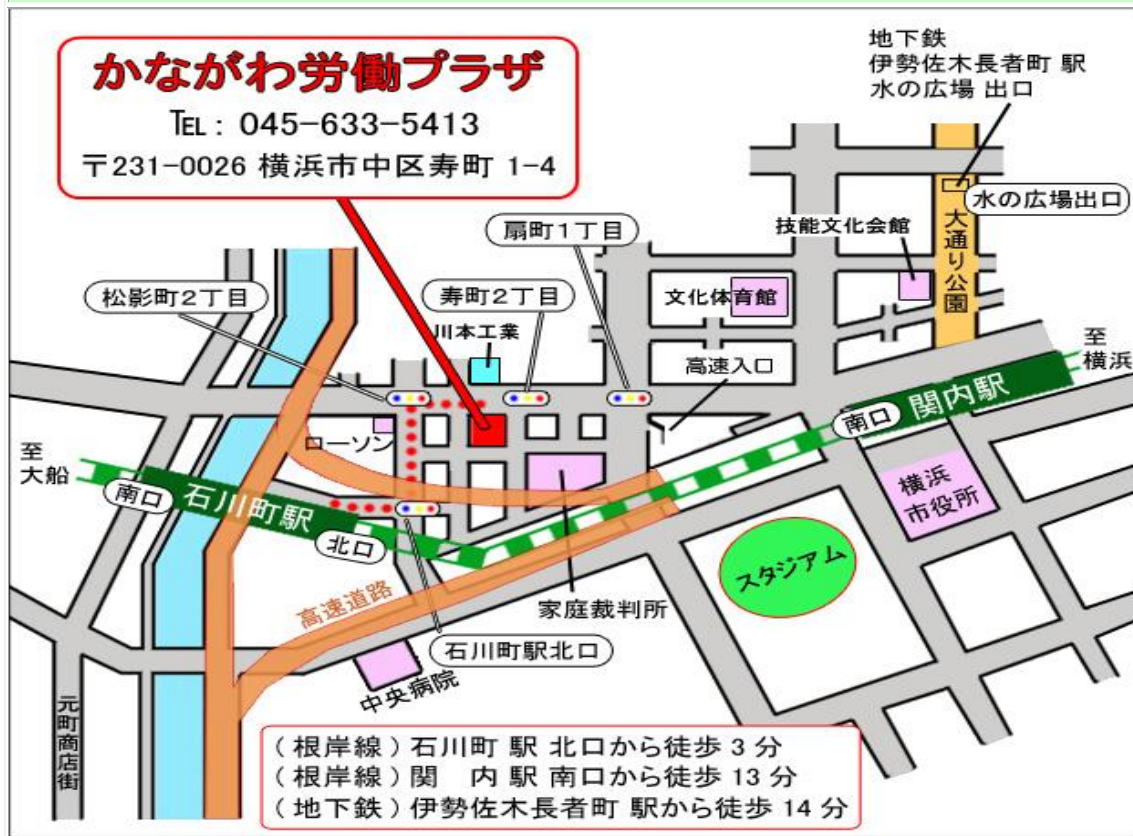 かながわ労働プラザ
℡ : 045-633-5413
〒231-0026 横浜市中区寿町 1-4
地下鉄
伊勢佐木長者町 駅
水の広場 出口
水の広場出口
大通り公園
技能文化会館
扇町1丁目
松影町2丁目
寿町2丁目
文化体育館
川本工業
高速入口
至
横浜
関内駅
南口
ローソン
至
大船
南口
石川町駅
北口
横浜
市役所
スタジアム
高速道路
家庭裁判所
石川町駅北口
中央病院
元町商店街
(根岸線) 石川町 駅 北口から徒歩 3 分
(根岸線) 関 内 駅 南口から徒歩 13 分
(地下鉄) 伊勢佐木長者町 駅から徒歩 14 分